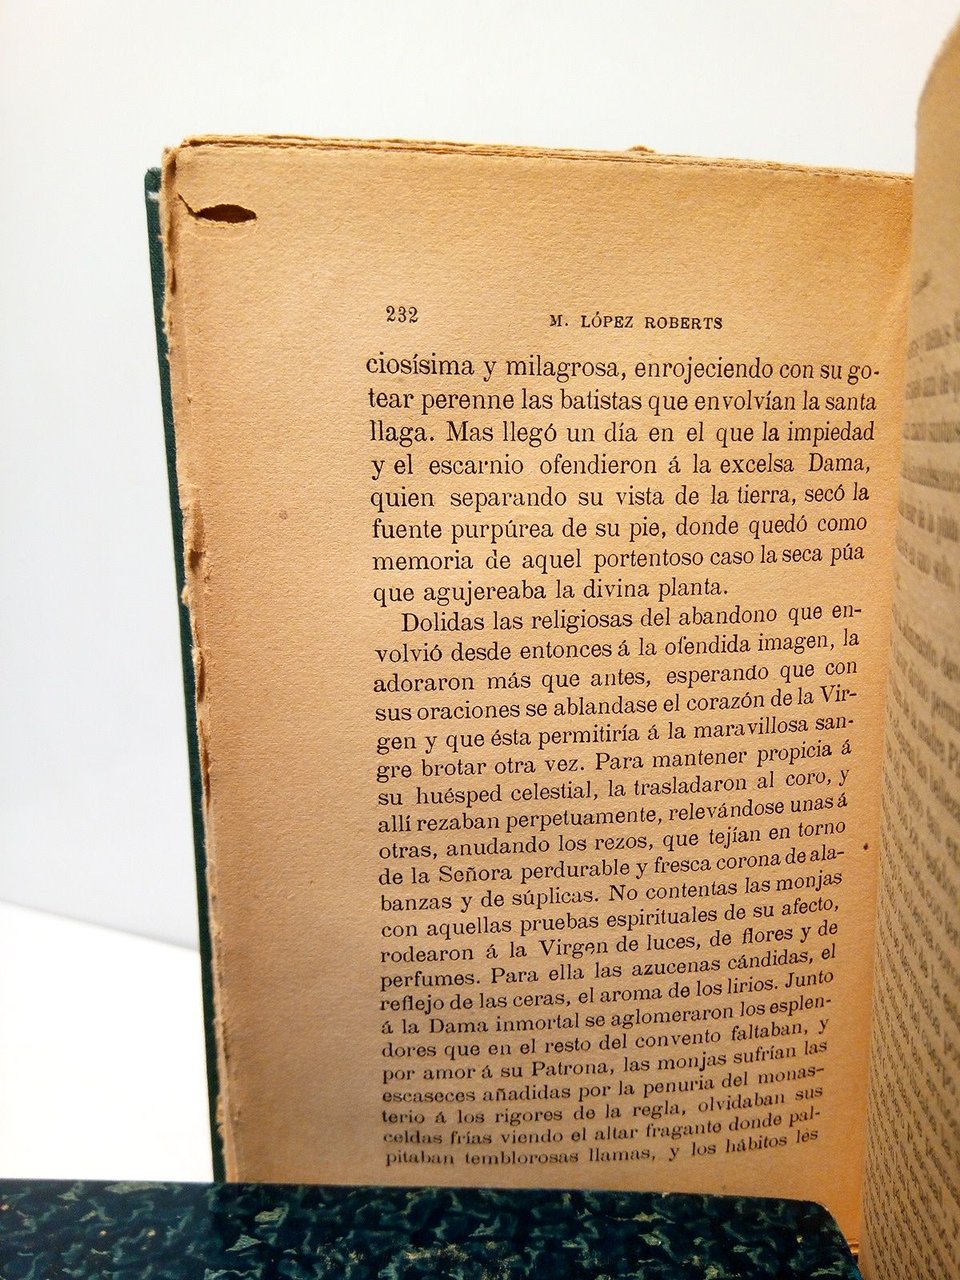 232
M. LÓPEZ ROBERTS
ciosísima y milagrosa, enrojeciendo con su go-
tear perenne las batistas que envolvían la santa
llaga. Mas llegó un día en el que la impiedad
y el escarnio ofendieron á la excelsa Dama,
quien separando su vista de la tierra, secó la
fuente purpúrea de su pie, donde quedó como
memoria de aquel portentoso caso la seca púa
que agujereaba la divina planta.
Dolidas las religiosas del abandono que en-
volvió desde entonces á la ofendida imagen, la
adoraron más que antes, esperando que con
sus oraciones se ablandase el corazón de la Vir-
gen y que ésta permitiría á la maravillosa san-
gre brotar otra vez. Para mantener propicia á
su huésped celestial, la trasladaron al coro, y
allí rezaban perpetuamente, relevándose unas á
otras, anudando los rezos, que tejían en torno
de la Señora perdurable y fresca corona de ala-
banzas y de súplicas. No contentas las monjas
con aquellas pruebas espirituales de su afecto,
rodearon á la Virgen de luces, de flores y de
perfumes. Para ella las azucenas cándidas, el
reflejo de las ceras, el aroma de los lirios. Junto
á la Dama inmortal se aglomeraron los esplen-
dores que en el resto del convento faltaban, y
por amor á su Patrona, las monjas sufrían las
escaseces añadidas por la penuria del monas-
terio á los rigores de la regla, olvidaban sus
celdas frías viendo el altar fragante donde pal-
pitaban temblorosas llamas, y los hábitos les